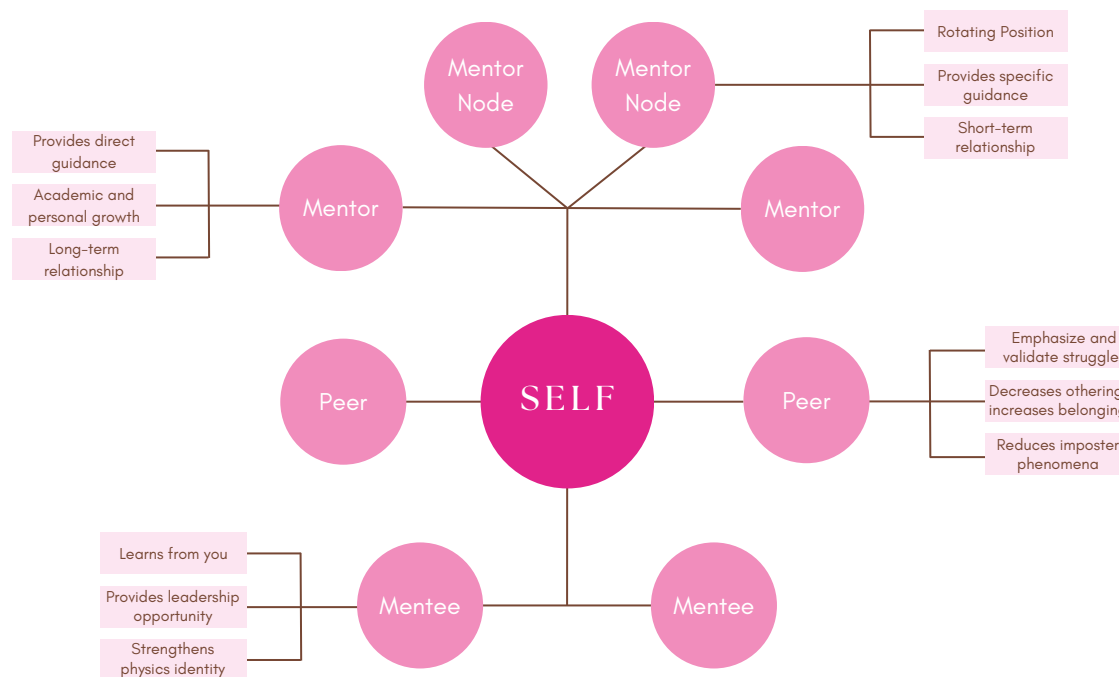 Mentor
Node
Mentor
Node
Rotating Position
Provides specific
guidance
Short-term
relationship
Provides direct
guidance
Academic and
personal growth
Long-term
relationship
Mentor
Mentor
Peer
SELF
Peer
Emphasize and
validate struggle
Decreases othering
increases belonging
Reduces imposter
phenomena
Learns from you
Provides leadership
opportunity
Strengthens
physics identity
Mentee
Mentee